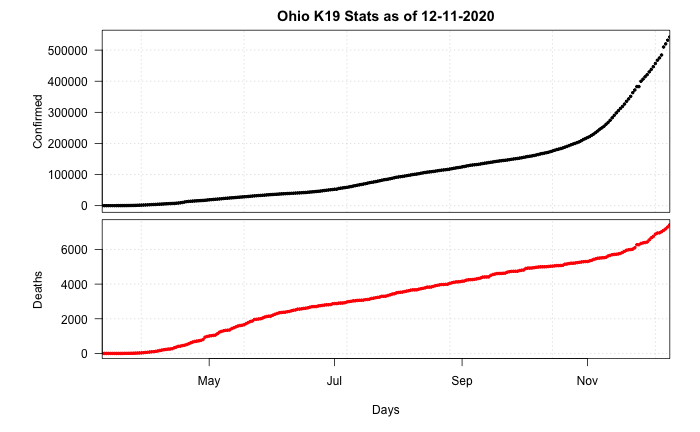 Ohio K19 Stats as of 12-11-2020
Confirmed
500000
400000
300000
200000
100000
0
Deaths
6000
4000
2000
0
May Jul Sep Nov
Days